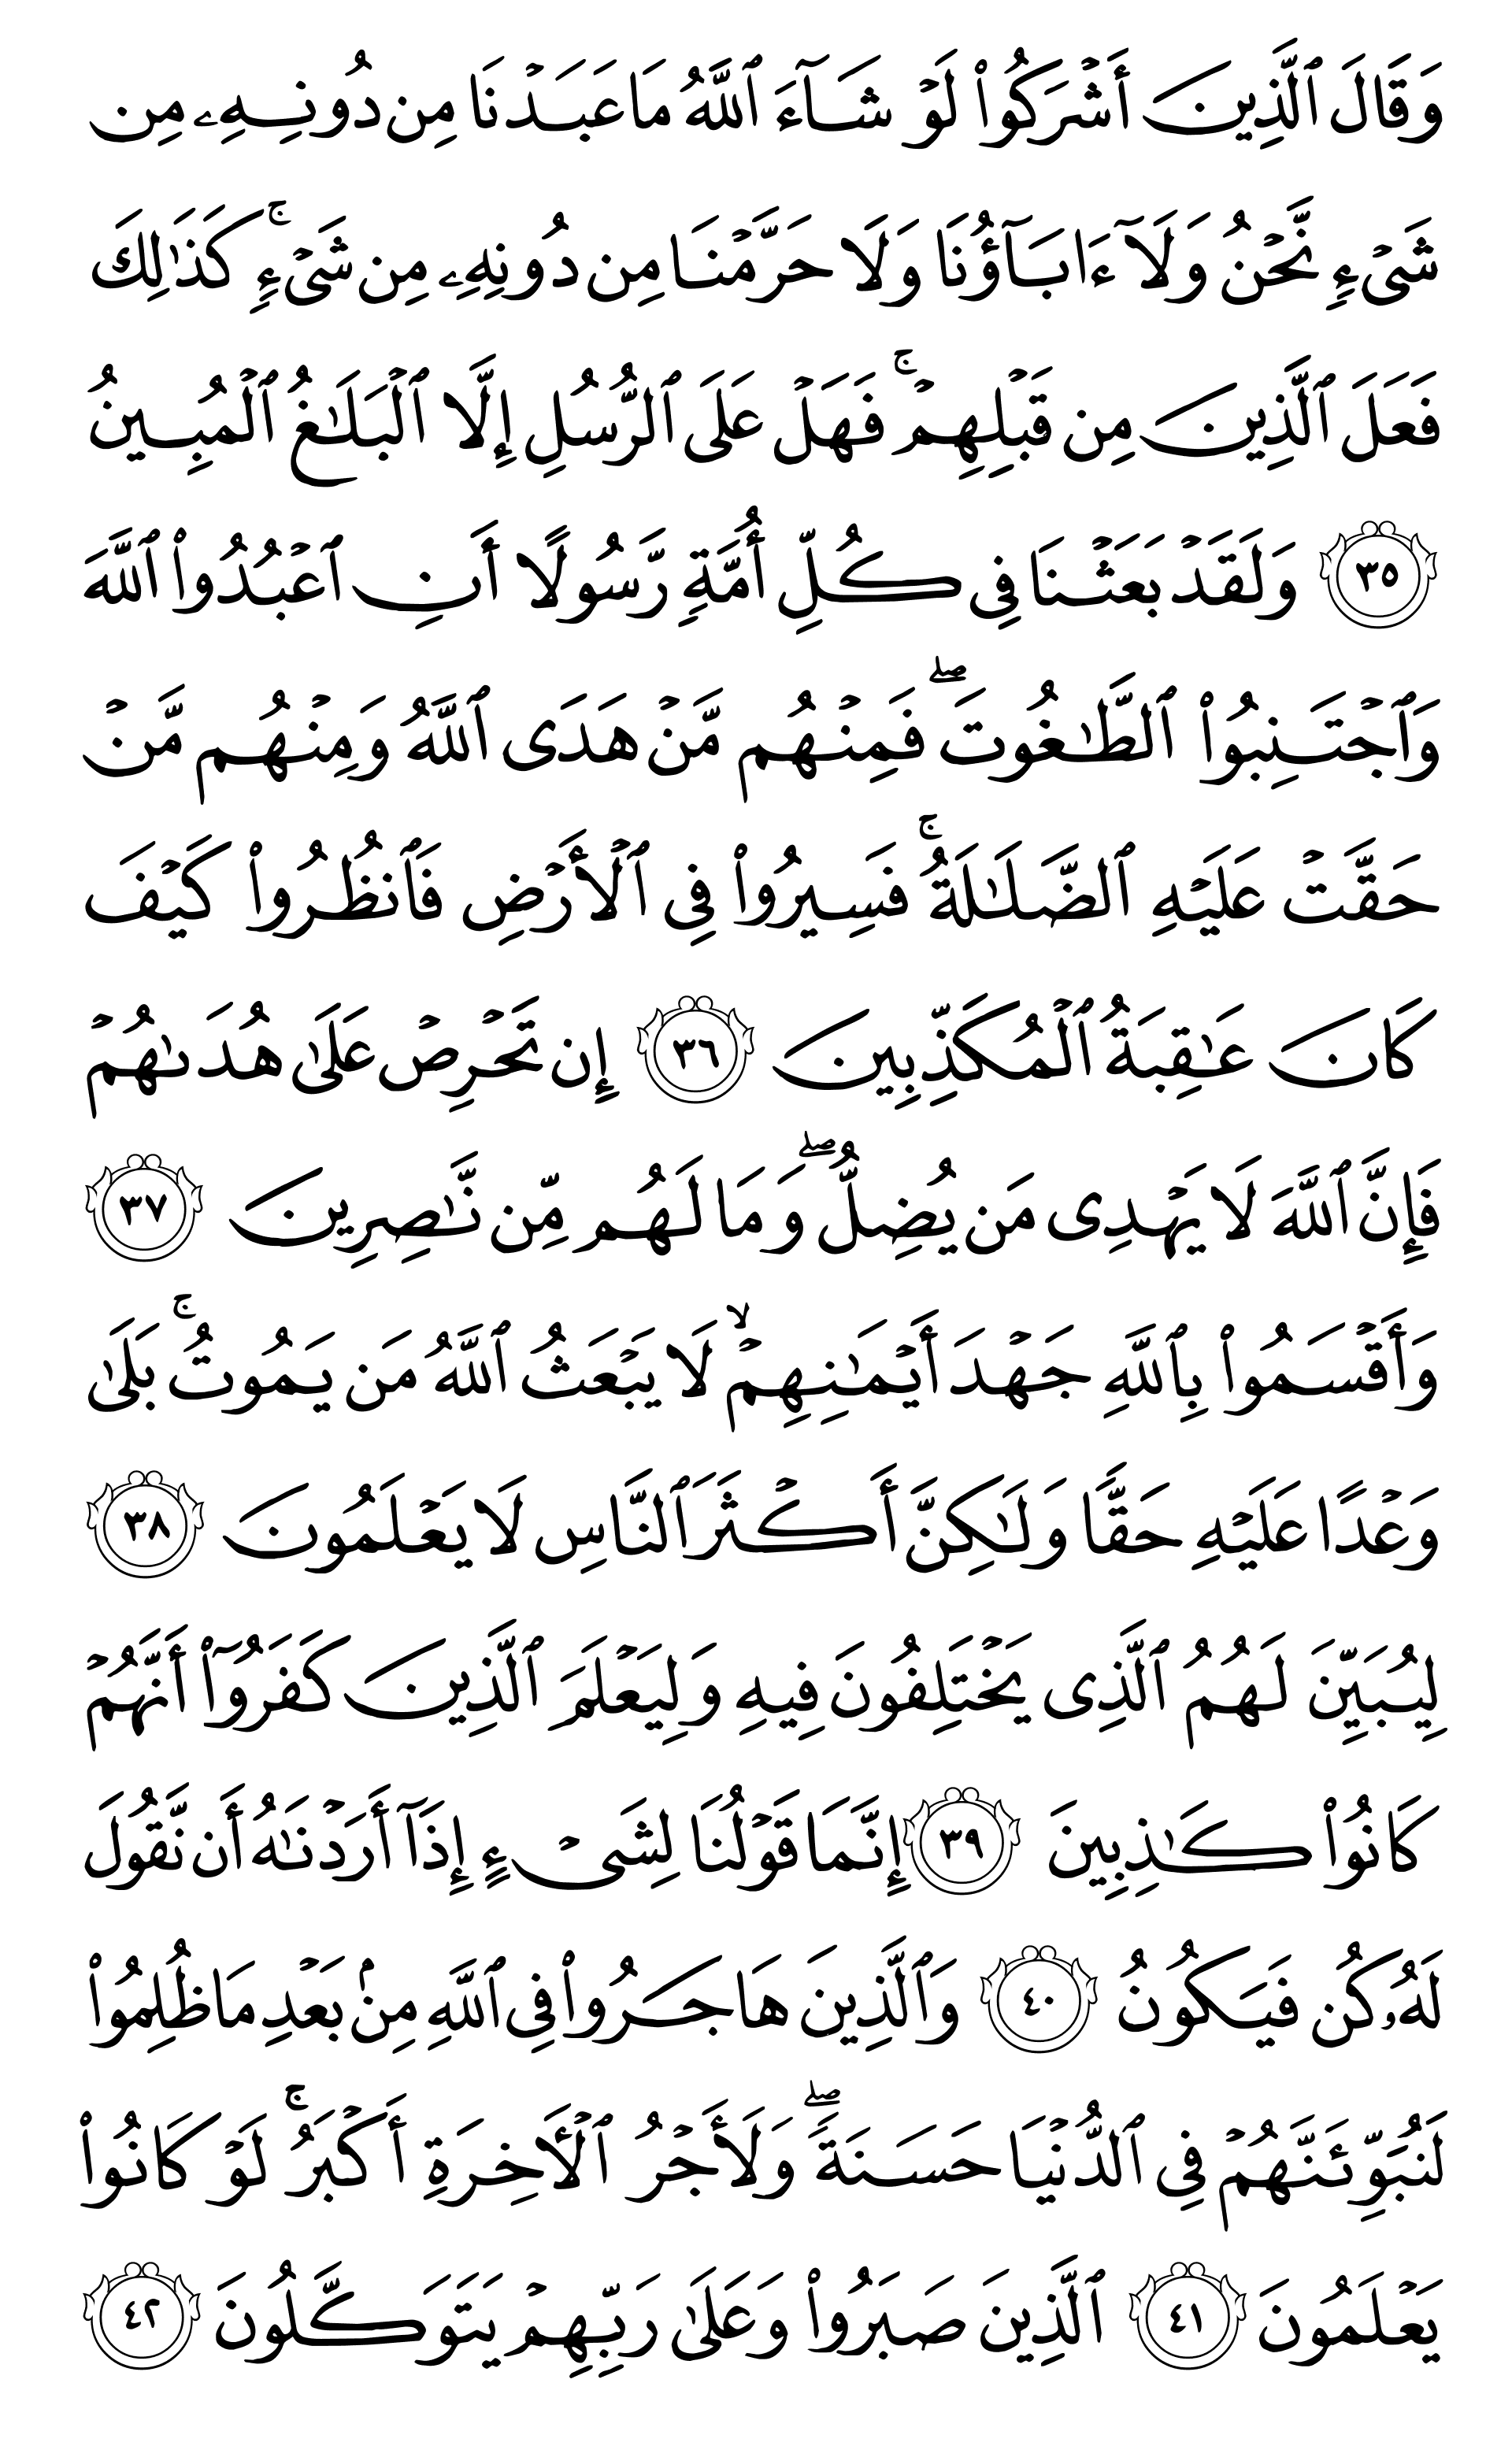 وَقَالَ ٱلَّذِينَ أَشۡرَكُواْ لَوۡ شَآءَ ٱللَّهُ مَا عَبَدۡنَا مِن دُونِهِۦ مِن
شَيۡءٖ نَّحۡنُ وَلَآ ءَابَآؤُنَا وَلَا حَرَّمۡنَا مِن دُونِهِۦ مِن شَيۡءٖۚ كَذَٰلِكَ
فَعَلَ ٱلَّذِينَ مِن قَبۡلِهِمۡۚ فَهَلۡ عَلَى ٱلرُّسُلِ إِلَّا ٱلۡبَلَٰغُ ٱلۡمُبِينُ
٣٥ وَلَقَدۡ بَعَثۡنَا فِي كُلِّ أُمَّةٖ رَّسُولًا أَنِ ٱعۡبُدُواْ ٱللَّهَ
وَٱجۡتَنِبُواْ ٱلطَّٰغُوتَۖ فَمِنۡهُم مَّنۡ هَدَى ٱللَّهُ وَمِنۡهُم مَّنۡ
حَقَّتۡ عَلَيۡهِ ٱلضَّلَٰلَةُۚ فَسِيرُواْ فِي ٱلۡأَرۡضِ فَٱنظُرُواْ كَيۡفَ
كَانَ عَٰقِبَةُ ٱلۡمُكَذِّبِينَ ٣٦ إِن تَحۡرِصۡ عَلَىٰ هُدَىٰهُمۡ
فَإِنَّ ٱللَّهَ لَا يَهۡدِي مَن يُضِلُّۖ وَمَا لَهُم مِّن نَّٰصِرِينَ ٣٧
وَأَقۡسَمُواْ بِٱللَّهِ جَهۡدَ أَيۡمَٰنِهِمۡۙ لَا يَبۡعَثُ ٱللَّهُ مَن يَمُوتُۚ بَلَىٰ
وَعۡدًا عَلَيۡهِ حَقّٗا وَلَٰكِنَّ أَكۡثَرَ ٱلنَّاسِ لَا يَعۡلَمُونَ ٣٨
لِيُبَيِّنَ لَهُمُ ٱلَّذِي يَخۡتَلِفُونَ فِيهِ وَلِيَعۡلَمَ ٱلَّذِينَ كَفَرُوٓاْ أَنَّهُمۡ
كَانُواْ كَٰذِبِينَ ٣٩ إِنَّمَا قَوۡلُنَا لِشَيۡءٍ إِذَآ أَرَدۡنَٰهُ أَن نَّقُولَ
لَهُۥ كُن فَيَكُونُ ٤٠ وَٱلَّذِينَ هَاجَرُواْ فِي ٱللَّهِ مِنۢ بَعۡدِ مَا ظُلِمُواْ
لَنُبَوِّئَنَّهُمۡ فِي ٱلدُّنۡيَا حَسَنَةٗۖ وَلَأَجۡرُ ٱلۡأٓخِرَةِ أَكۡبَرُۚ لَوۡ كَانُواْ
يَعۡلَمُونَ ٤١ ٱلَّذِينَ صَبَرُواْ وَعَلَىٰ رَبِّهِمۡ يَتَوَكَّلُونَ ٤٢